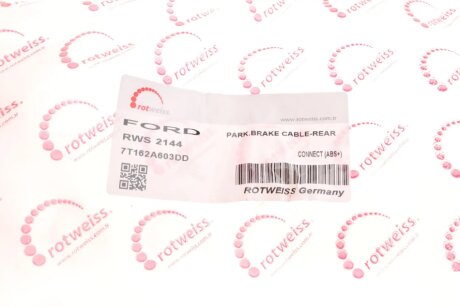 rotweiss
www.rotweiss.com.tr
FORD
RWS 2144
7T162A603DD
PARK.BRAKE CABLE-REAR
CONNECT (ABS+)
ROTWEISS Germany